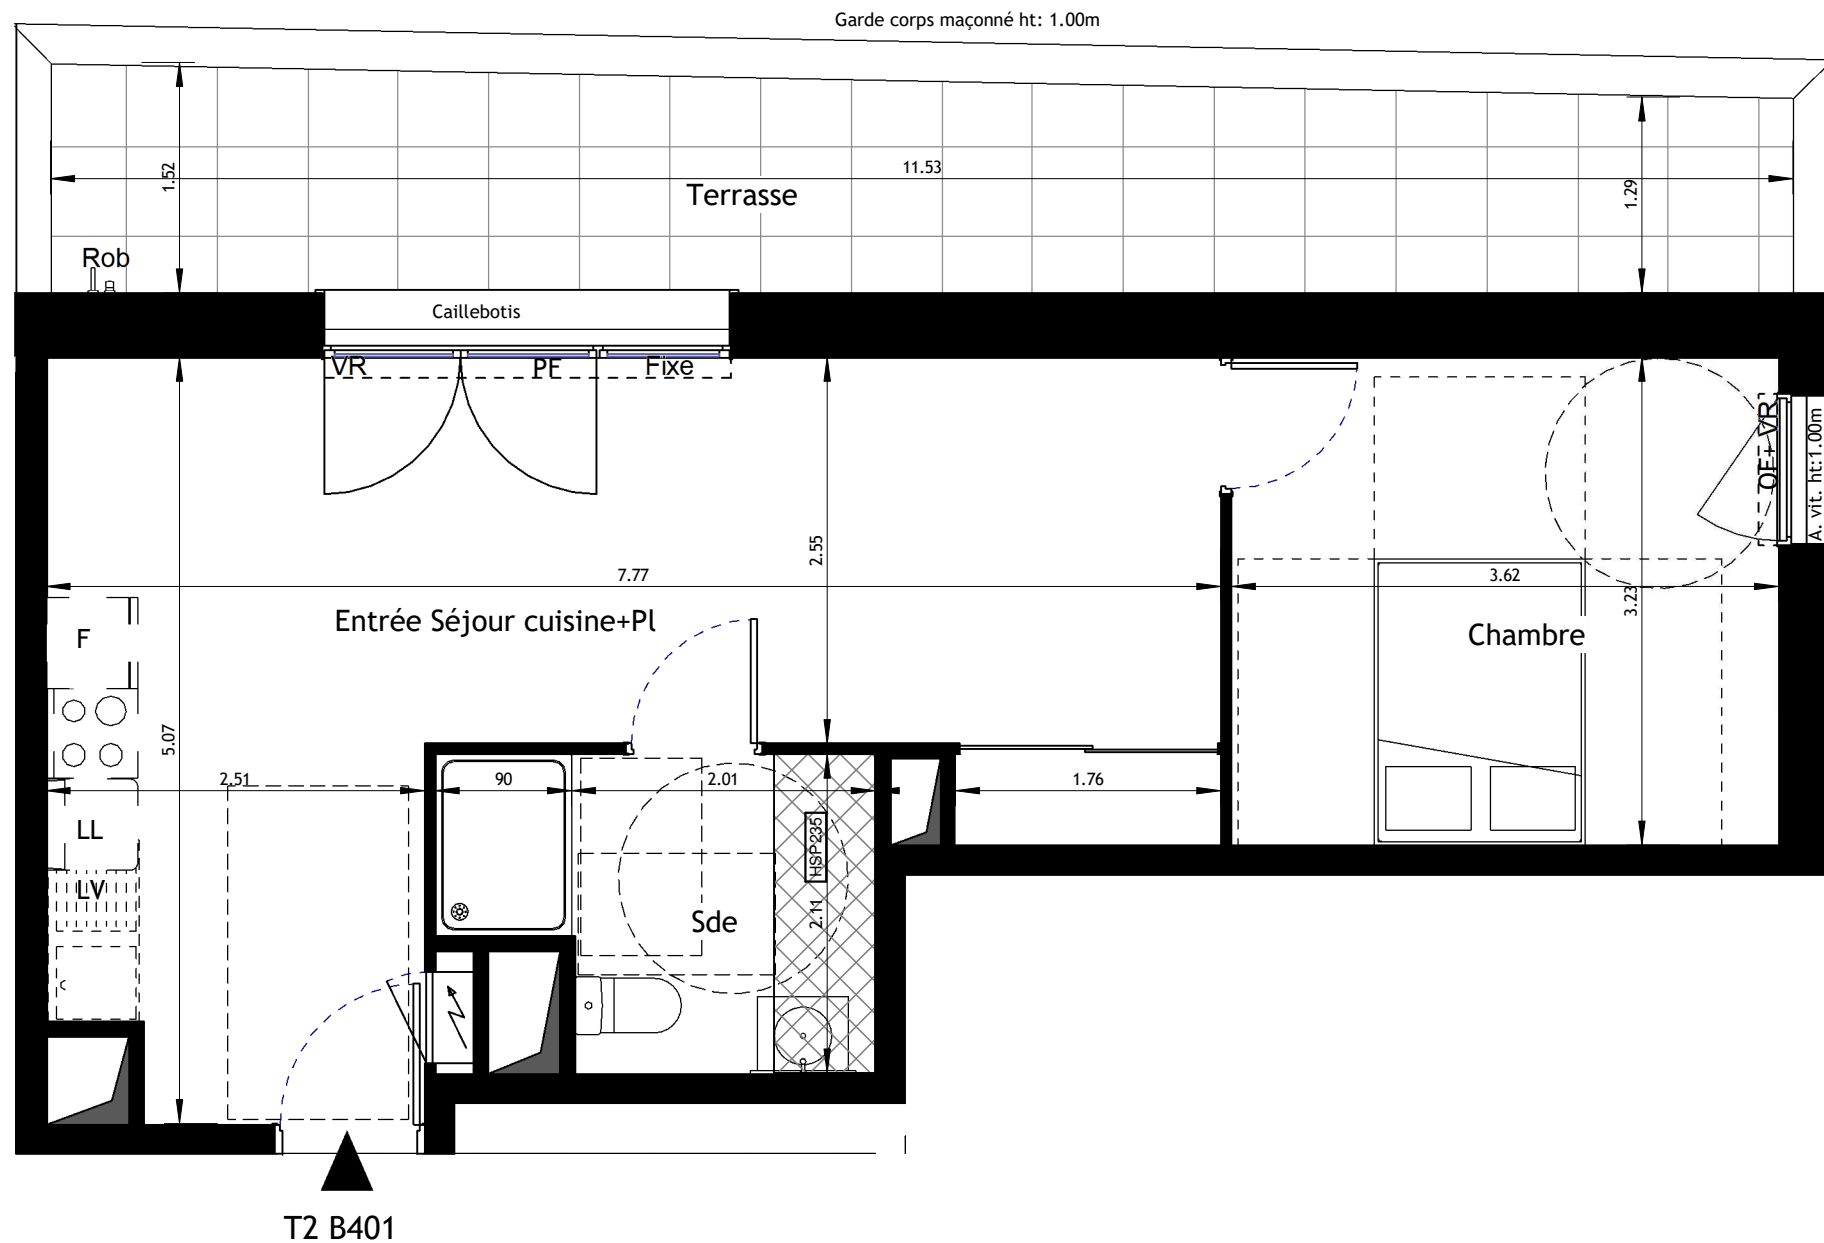 Garde corps maçonné ht: 1.00m
1.52
11.53
1.29
Terrasse
Rob
Caillebotis
VR
PF
Fixe
OF+VR
A. vit. ht:1.00m
2.55
7.77
3.62
3.23
Entrée Séjour cuisine+Pl
Chambre
F
5.07
2.51
90
2.01
1.76
LL
HSP235
LV
2.11
Sde
T2 B401